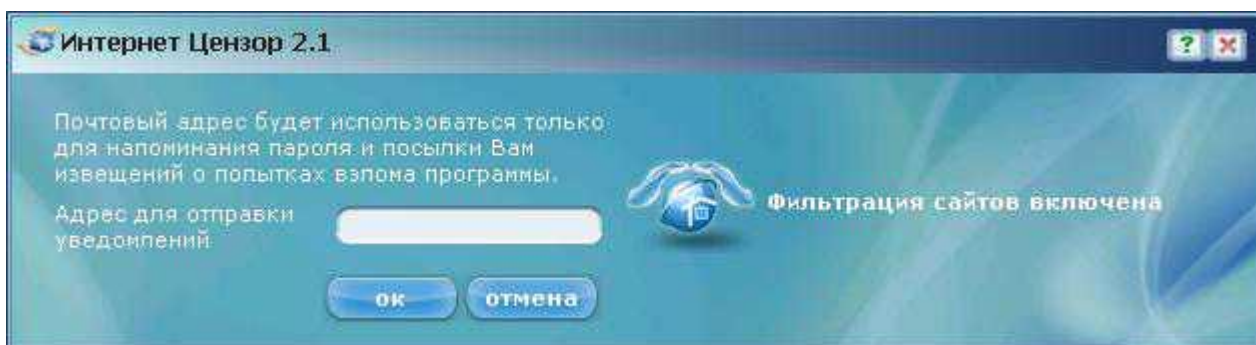 Интернет Цензор 2.1
?
Почтовый адрес будет использоваться только
для напоминания пароля и посылки Вам
извещений о попытках взлома программы.
Адрес для отправки
уведомлений
Фильтрация сайтов включена
ок
отмена